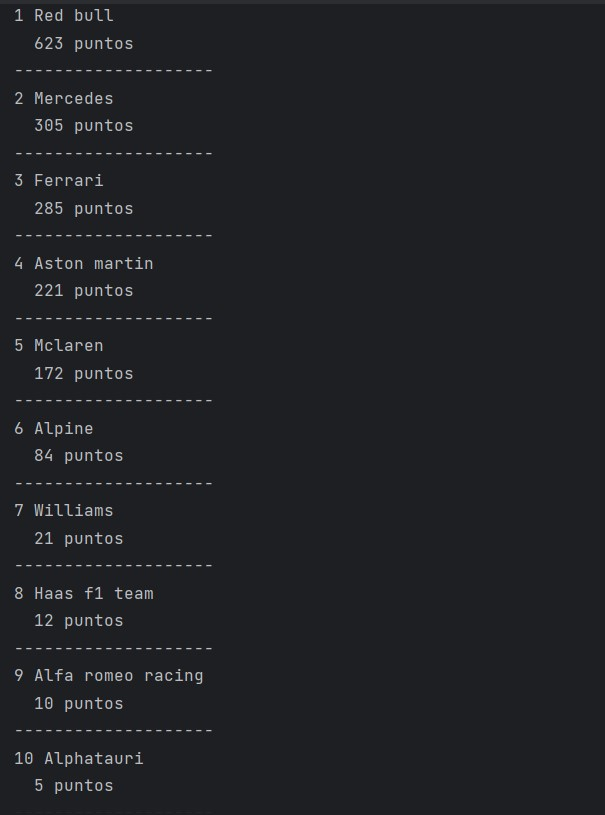 1 Red bull
  623 puntos
--------------------
2 Mercedes
  305 puntos
--------------------
3 Ferrari
  285 puntos
--------------------
4 Aston martin
  221 puntos
--------------------
5 Mclaren
  172 puntos
--------------------
6 Alpine
  84 puntos
--------------------
7 Williams
  21 puntos
--------------------
8 Haas f1 team
  12 puntos
--------------------
9 Alfa romeo racing
  10 puntos
--------------------
10 Alphatauri
  5 puntos